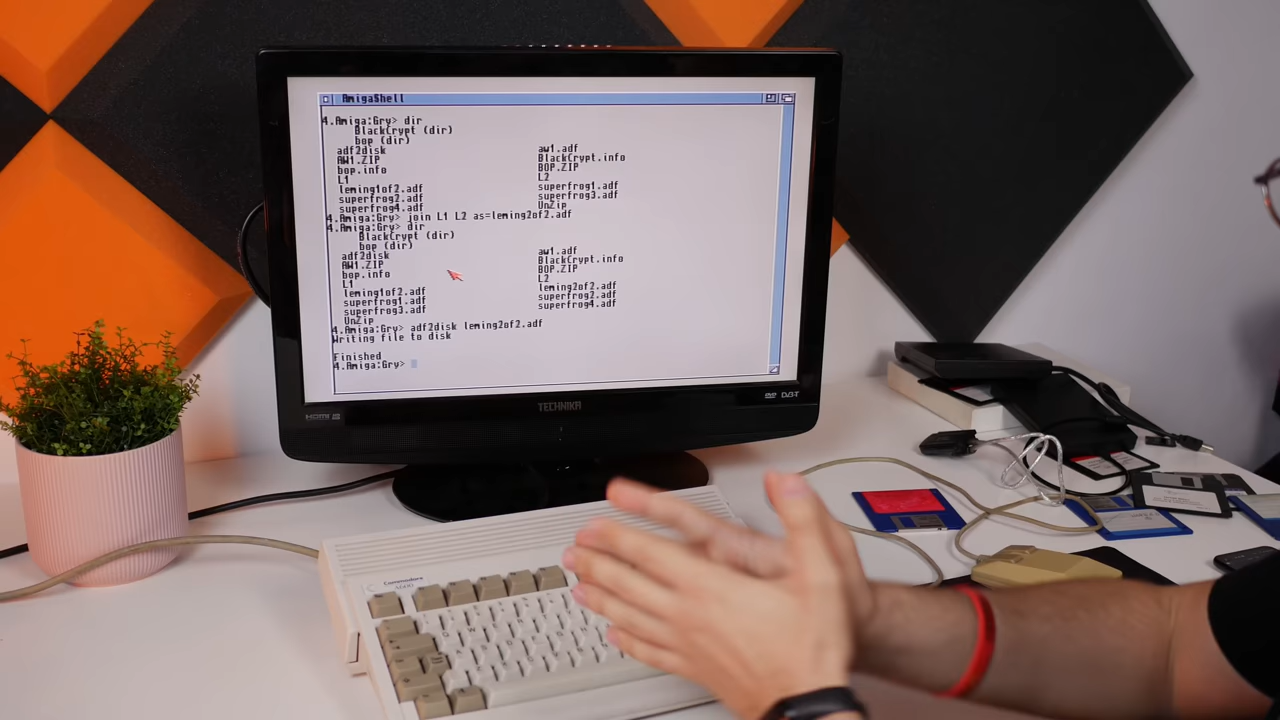 AmigaShell
4.Amiga:Gry> dir
BlackCrypt (dir)
bop (dir)
adf2disk aw1.adf
AW1.ZIP BlackCrypt.info
bop.info BOP.ZIP
L1 L2
leming1of2.adf superfrog1.adf
superfrog2.adf superfrog3.adf
superfrog4.adf UnZip
4.Amiga:Gry> join L1 L2 as=leming2of2.adf
4.Amiga:Gry> dir
BlackCrypt (dir)
bop (dir)
adf2disk aw1.adf
AW1.ZIP BlackCrypt.info
bop.info BOP.ZIP
L1 L2
leming1of2.adf leming2of2.adf
superfrog1.adf superfrog2.adf
superfrog3.adf superfrog4.adf
UnZip
4.Amiga:Gry> adf2disk leming2of2.adf
Writing file to disk
Finished
4.Amiga:Gry>
HDMI
TECHNIKA
DVD DVB-T
Commodore